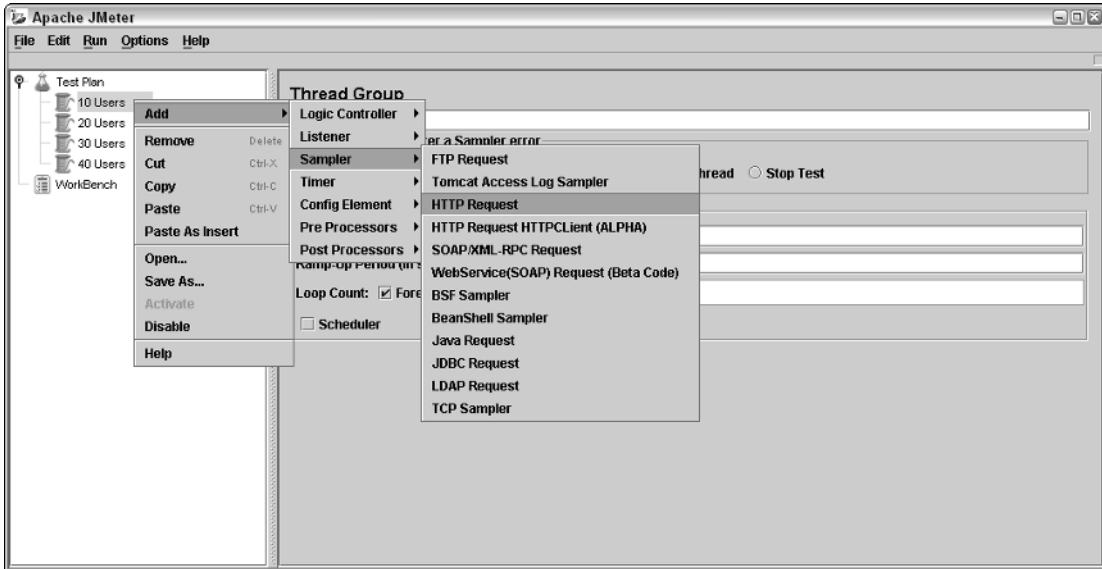 Apache JMeter
File Edit Run Options Help
Test Plan
10 Users
20 Users
30 Users
40 Users
WorkBench
Add
Remove Delete
Cut Ctrl-X
Copy Ctrl-C
Paste Ctrl-V
Paste As Insert
Open...
Save As...
Activate
Disable
Help
Thread Group
Logic Controller
Listener
Sampler
Timer
Config Element
Pre Processors
Post Processors
a Sampler error
Stop Test
Ramp-Up Period (in
Loop Count:
Scheduler
FTP Request
Tomcat Access Log Sampler
HTTP Request
HTTP Request HTTPCLient (ALPHA)
SOAP/XML-RPC Request
WebService(SOAP) Request (Beta Code)
BSF Sampler
BeanShell Sampler
Java Request
JDBC Request
LDAP Request
TCP Sampler